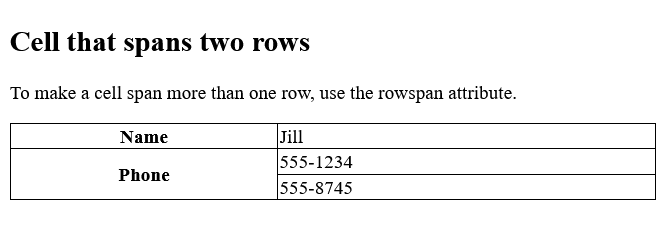 Cell that spans two rows
To make a cell span more than one row, use the rowspan attribute.
Name Jill
Phone 555-1234
555-8745